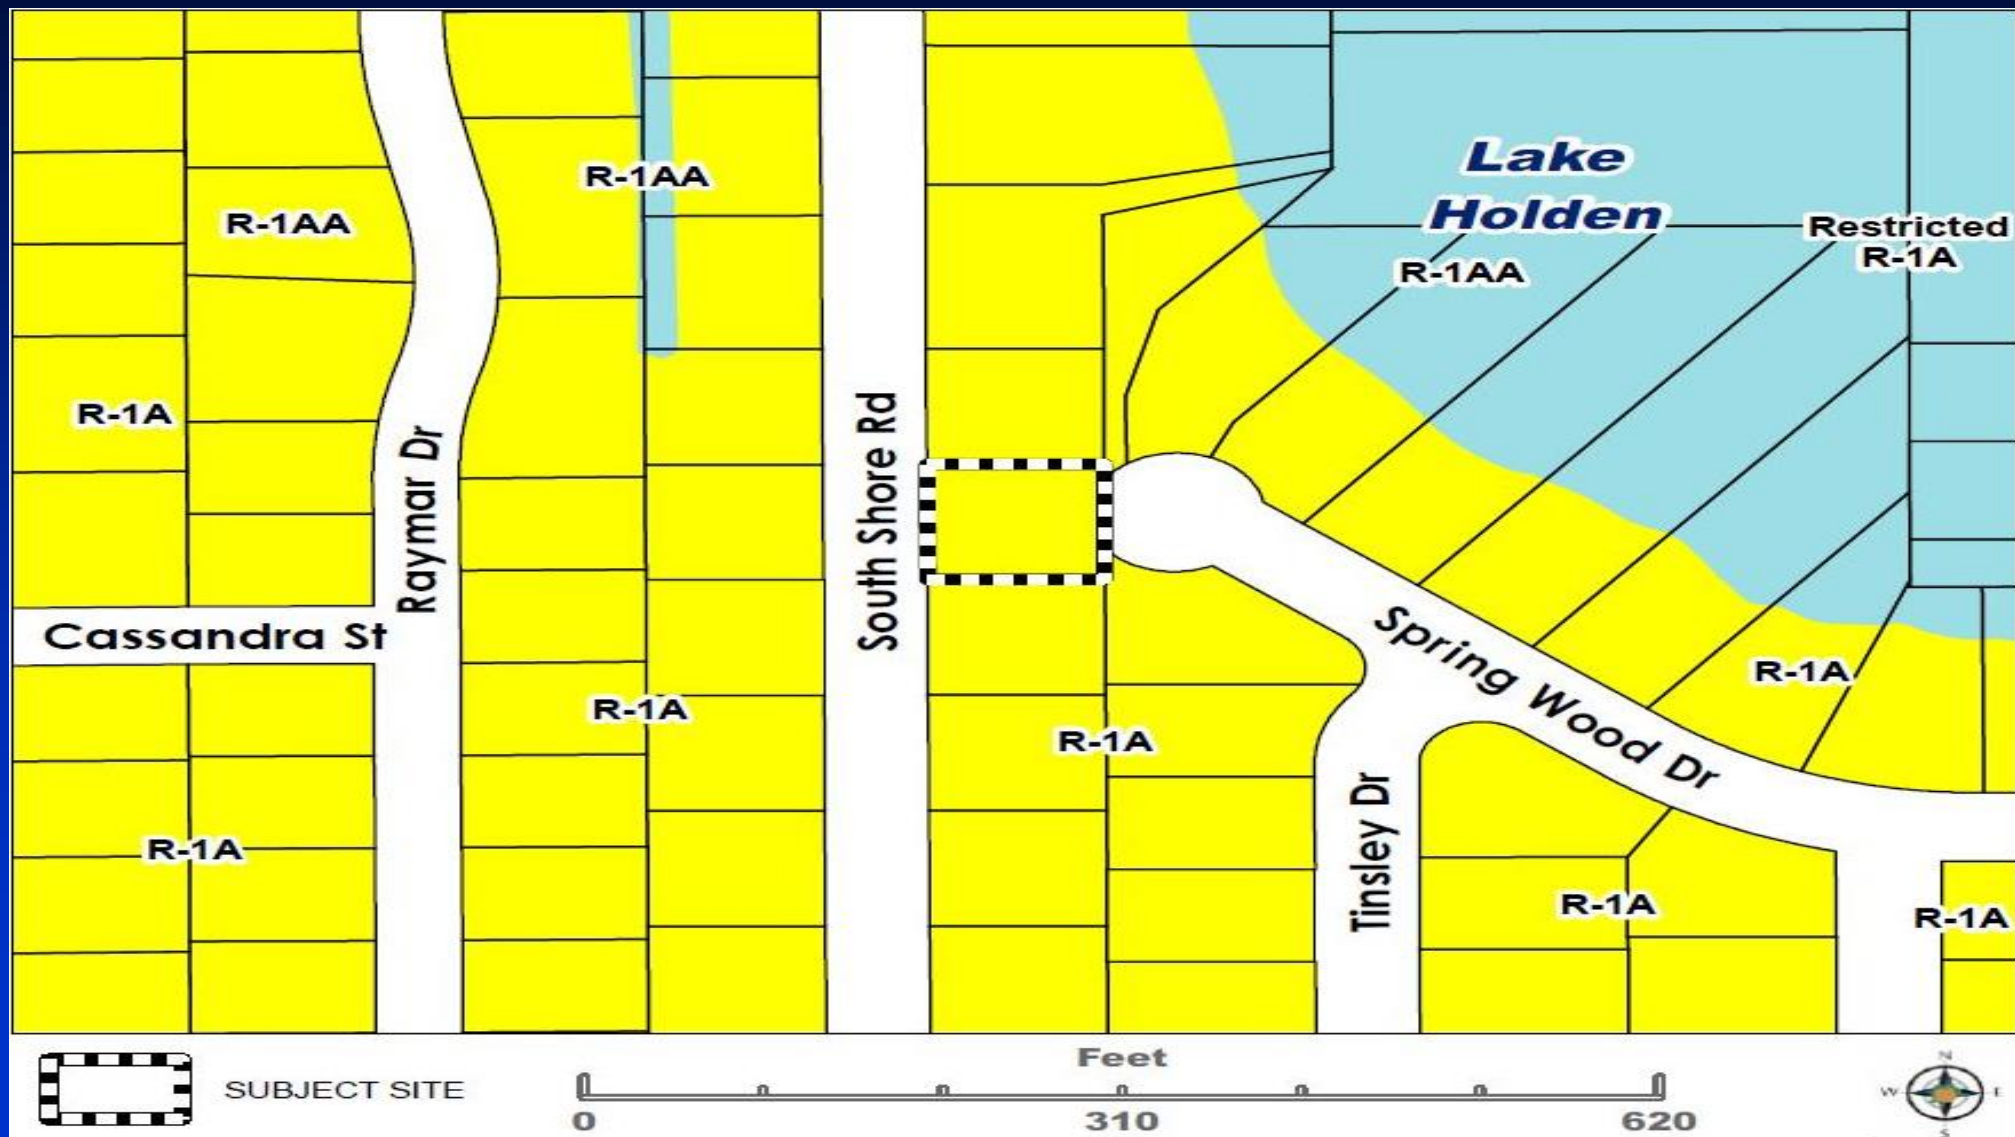 Lake
Holden
R-1AA
R-1AA
Restricted
R-1A
R-1AA
R-1A
Raymar Dr
South Shore Rd
Cassandra St
Spring Wood Dr
R-1A
R-1A
R-1A
Tinsley Dr
R-1A
R-1A
R-1A
SUBJECT SITE
Feet
0 310 620
N
W E
S